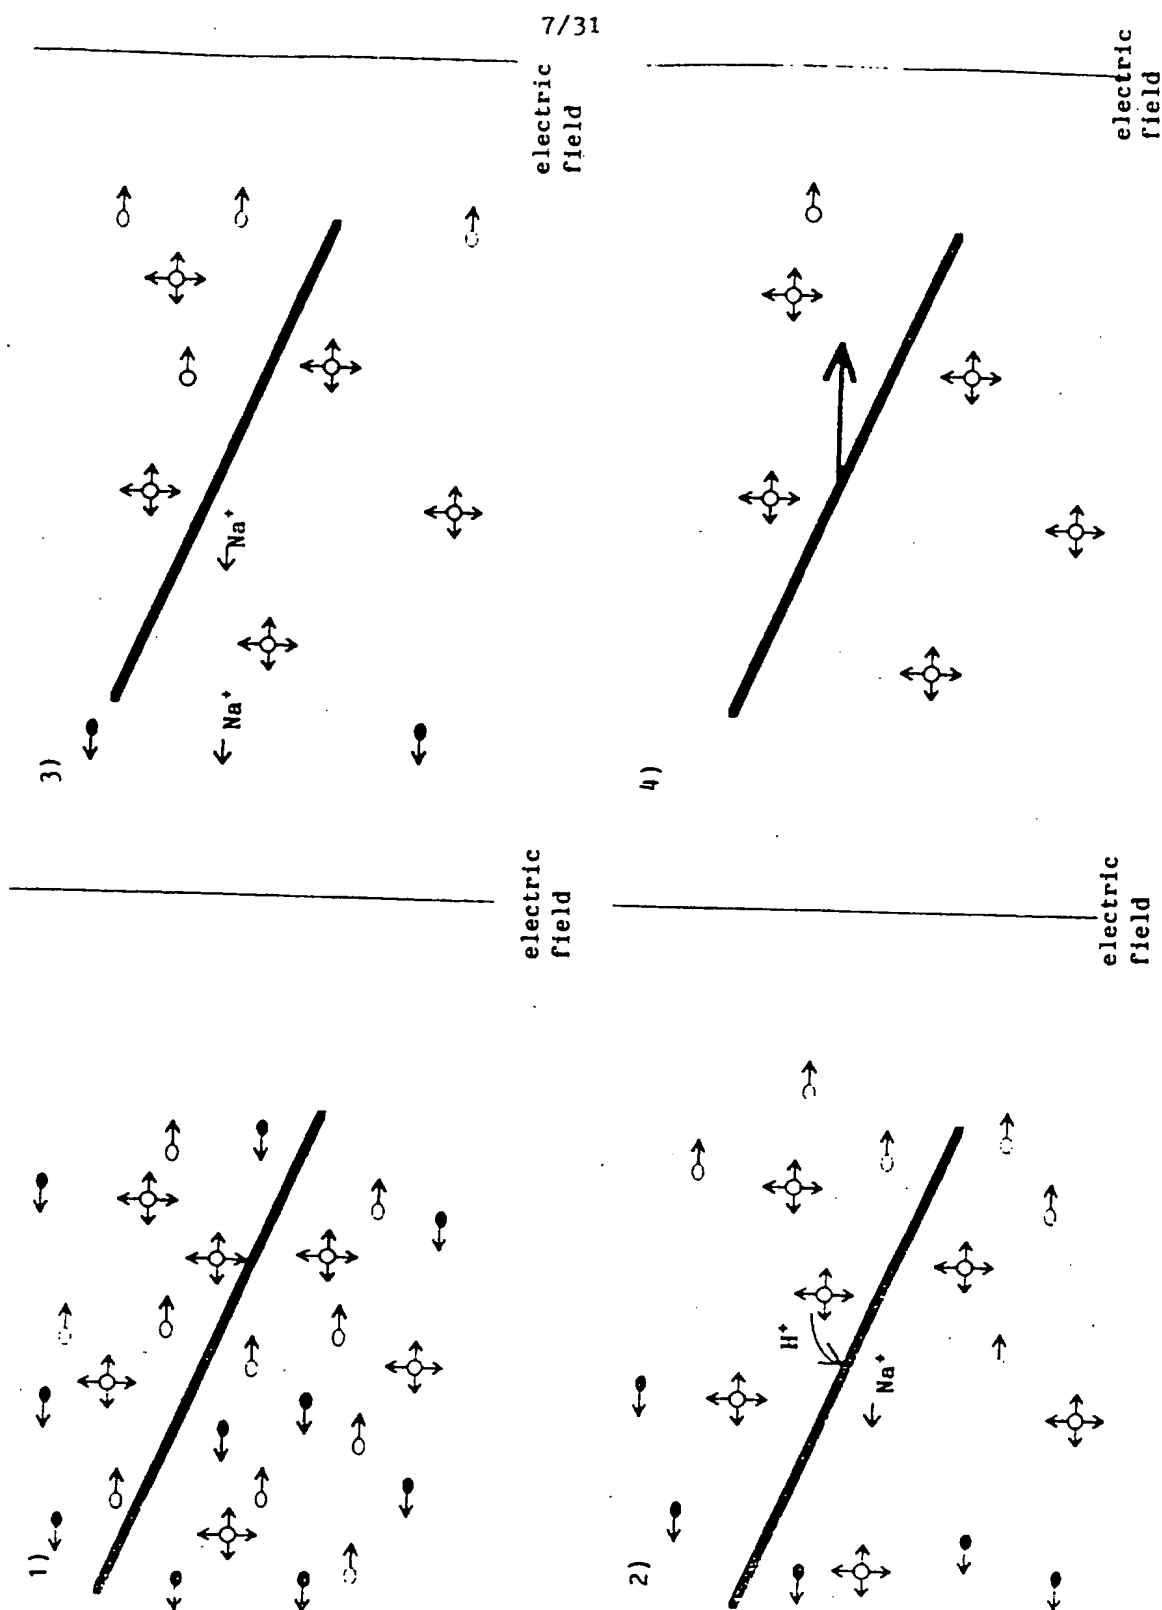 7/31
1)
electric
field
2)
H⁺
Na⁺
electric
field
3)
Na⁺
Na⁺
electric
field
4)
electric
field